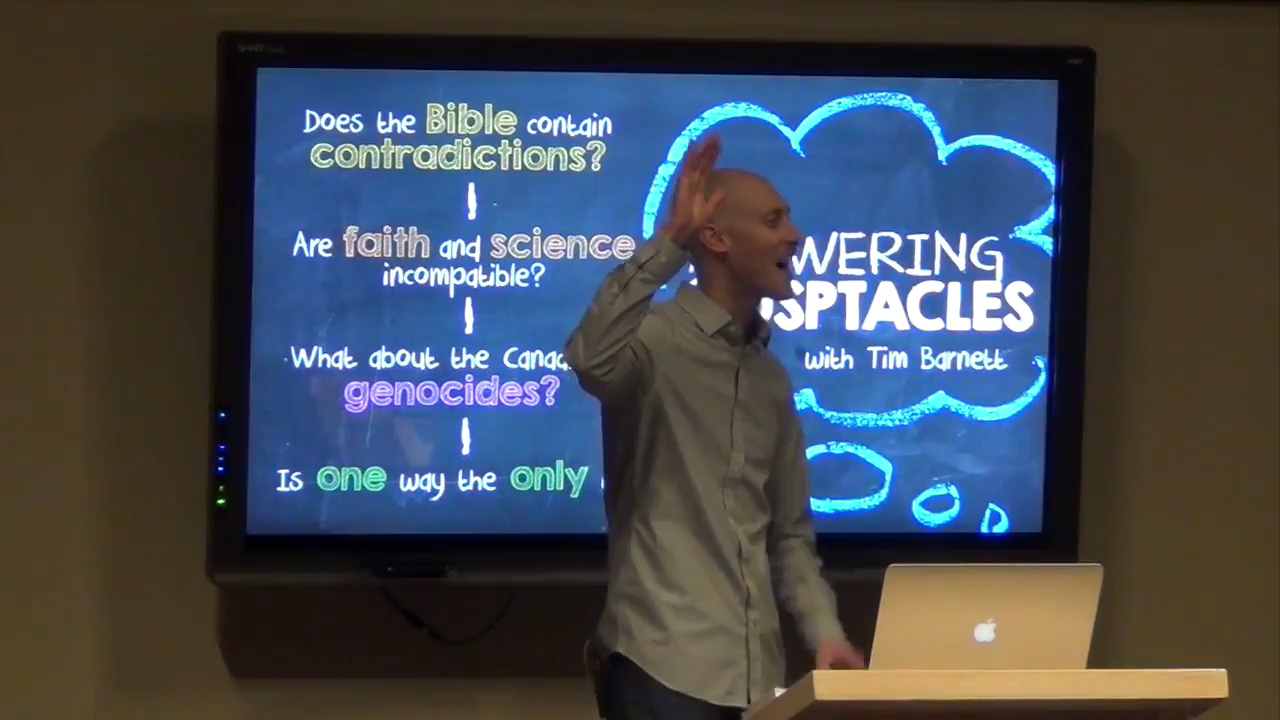 SMART
Does the Bible contain
contradictions?
Are faith and science
incompatible?
What about the
genocides?
Is one way the only
with Tim Barnett